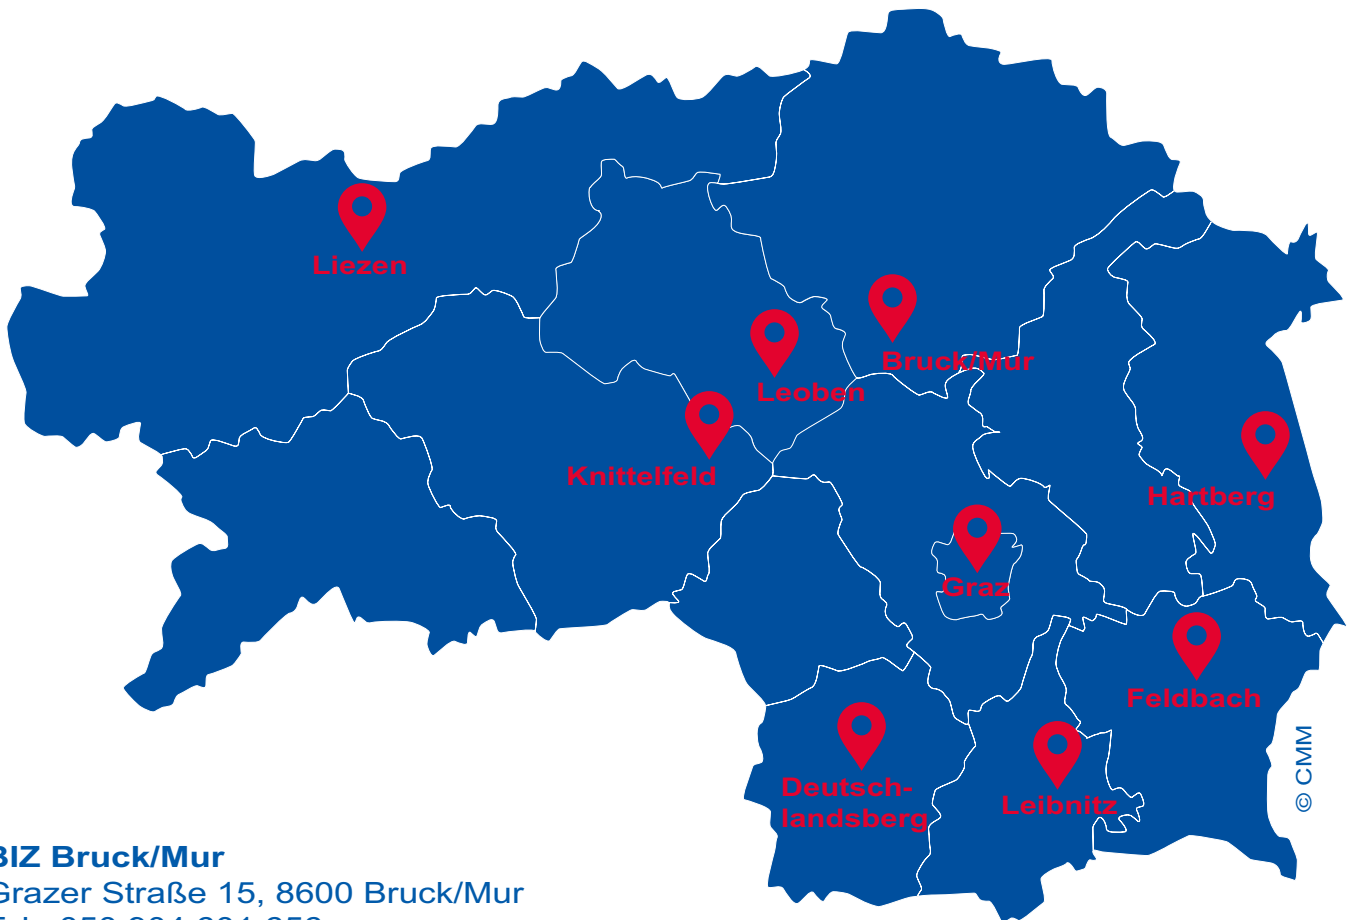 Liezen
Bruck/Mur
Leoben
Knittelfeld
Hartberg
Graz
Feldbach
Deutsch-
landsberg
Leibnitz
© CMM
BIZ Bruck/Mur
Grazer Straße 15, 8600 Bruck/Mur